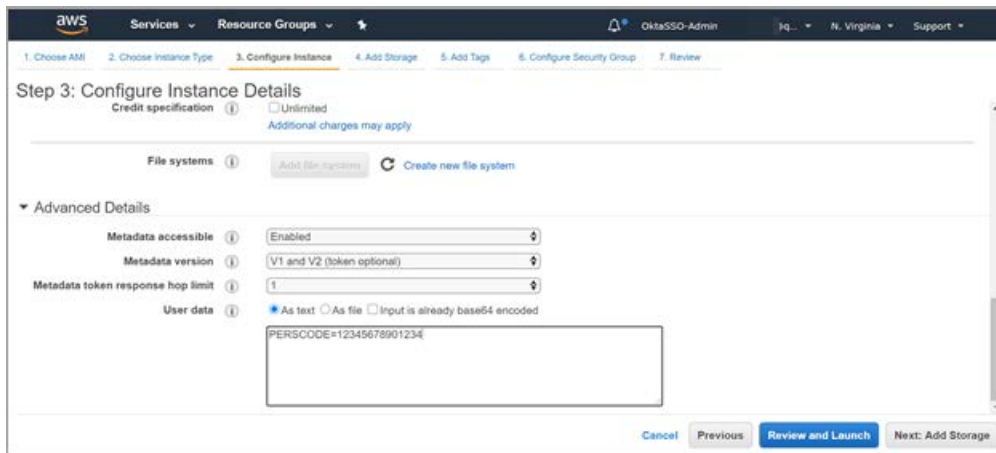 aws Services Resource Groups OktaSSO-Admin N. Virginia Support
1. Choose AMI 2. Choose Instance Type 3. Configure Instance 4. Add Storage 5. Add Tags 6. Configure Security Group 7. Review
Step 3: Configure Instance Details
Credit specification Unlimited
Additional charges may apply
File systems Add file system Create new file system
Advanced Details
Metadata accessible Enabled
Metadata version V1 and V2 (token optional)
Metadata token response hop limit 1
User data As text As file Input is already base64 encoded
PERSCODE=12345678901234
Cancel Previous Review and Launch Next: Add Storage